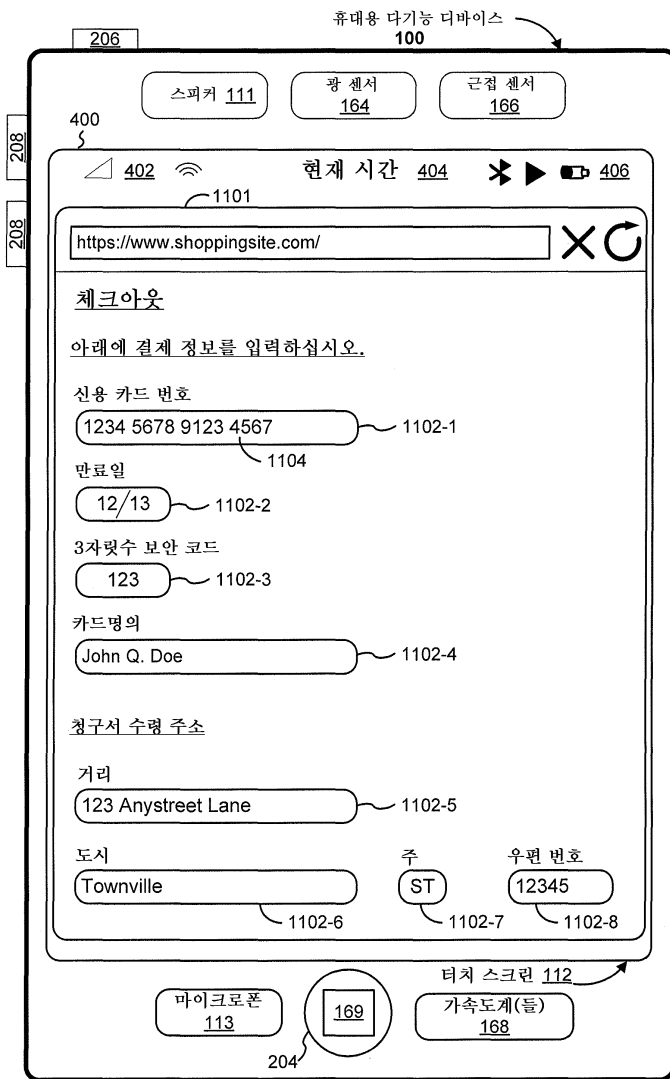 휴대용 다기능 디바이스
100
206
스피커 111
광 센서
164
근접 센서
166
208
208
400
402 현재 시간 404 406
1101
https://www.shoppingsite.com/
체크아웃
아래에 결제 정보를 입력하십시오.
신용 카드 번호
1234 5678 9123 4567 1102-1
1104
만료일
12/13 1102-2
3자릿수 보안 코드
123 1102-3
카드명의
John Q. Doe 1102-4
청구서 수령 주소
거리
123 Anystreet Lane 1102-5
도시 주 우편 번호
Townville ST 12345
1102-6 1102-7 1102-8
터치 스크린 112
마이크로폰
113
169
204
가속도계(들)
168